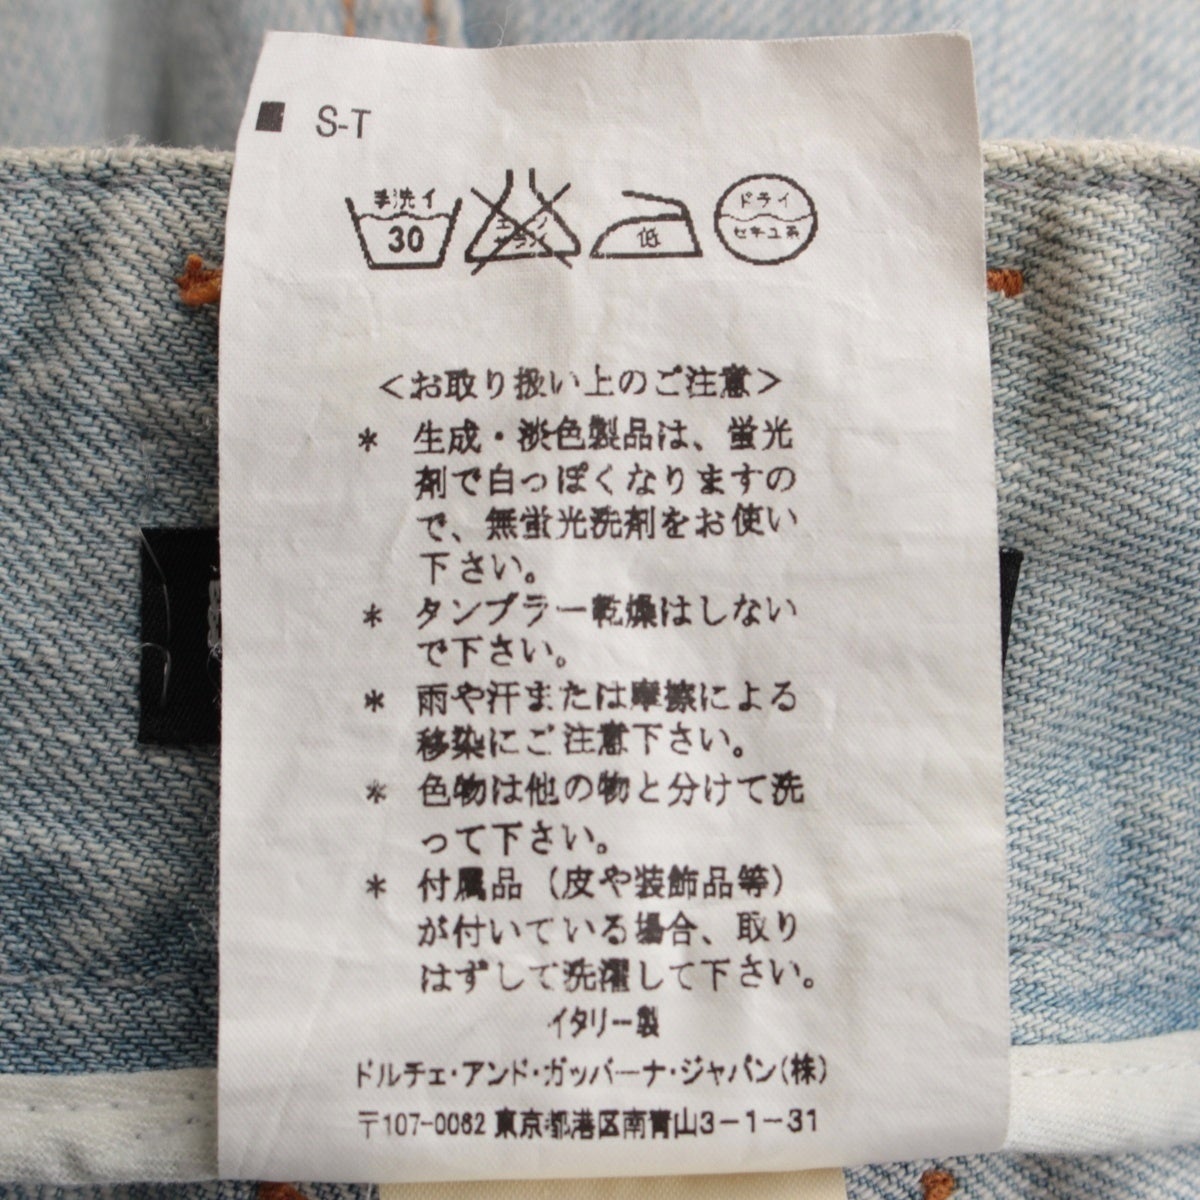 S-T
手洗イ
30
エンソ
サラシ
低
ドライ
セキユ系
<お取り扱い上のご注意>
* 生成・淡色製品は、蛍光
剤で白っぽくなりますの
で、無蛍光洗剤をお使い
下さい。
* タンブラー乾燥はしない
で下さい。
* 雨や汗または摩擦による
移染にご注意下さい。
* 色物は他の物と分けて洗
って下さい。
* 付属品（皮や装飾品等）
が付いている場合、取り
はずして洗濯して下さい。
イタリー製
ドルチェ・アンド・ガッバーナ・ジャパン(株)
〒107-0062 東京都港区南青山3-1-31